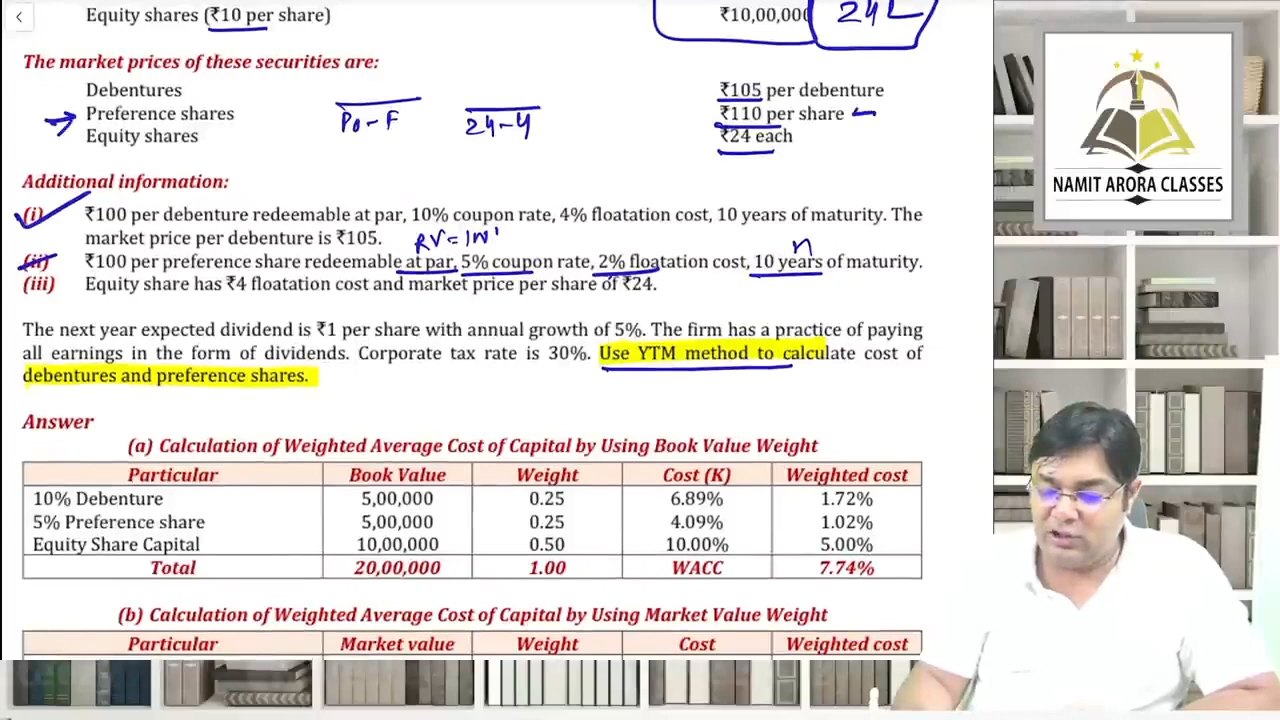 Equity shares (₹10 per share) ₹10,00,000 24L
The market prices of these securities are:
Debentures ₹105 per debenture
Preference shares ₹110 per share
P0-F 24-4
Equity shares ₹24 each
NAMIT ARORA CLASSES
Additional information:
(i) ₹100 per debenture redeemable at par, 10% coupon rate, 4% floatation cost, 10 years of maturity. The
market price per debenture is ₹105.
RV= n
(ii) ₹100 per preference share redeemable at par, 5% coupon rate, 2% floatation cost, 10 years of maturity.
(iii) Equity share has ₹4 floatation cost and market price per share of ₹24.
The next year expected dividend is ₹1 per share with annual growth of 5%. The firm has a practice of paying
all earnings in the form of dividends. Corporate tax rate is 30%. Use YTM method to calculate cost of
debentures and preference shares.
Answer
(a) Calculation of Weighted Average Cost of Capital by Using Book Value Weight
Particular Book Value Weight Cost (K) Weighted cost
10% Debenture 5,00,000 0.25 6.89% 1.72%
5% Preference share 5,00,000 0.25 4.09% 1.02%
Equity Share Capital 10,00,000 0.50 10.00% 5.00%
Total 20,00,000 1.00 WACC 7.74%
(b) Calculation of Weighted Average Cost of Capital by Using Market Value Weight
Particular Market value Weight Cost Weighted cost